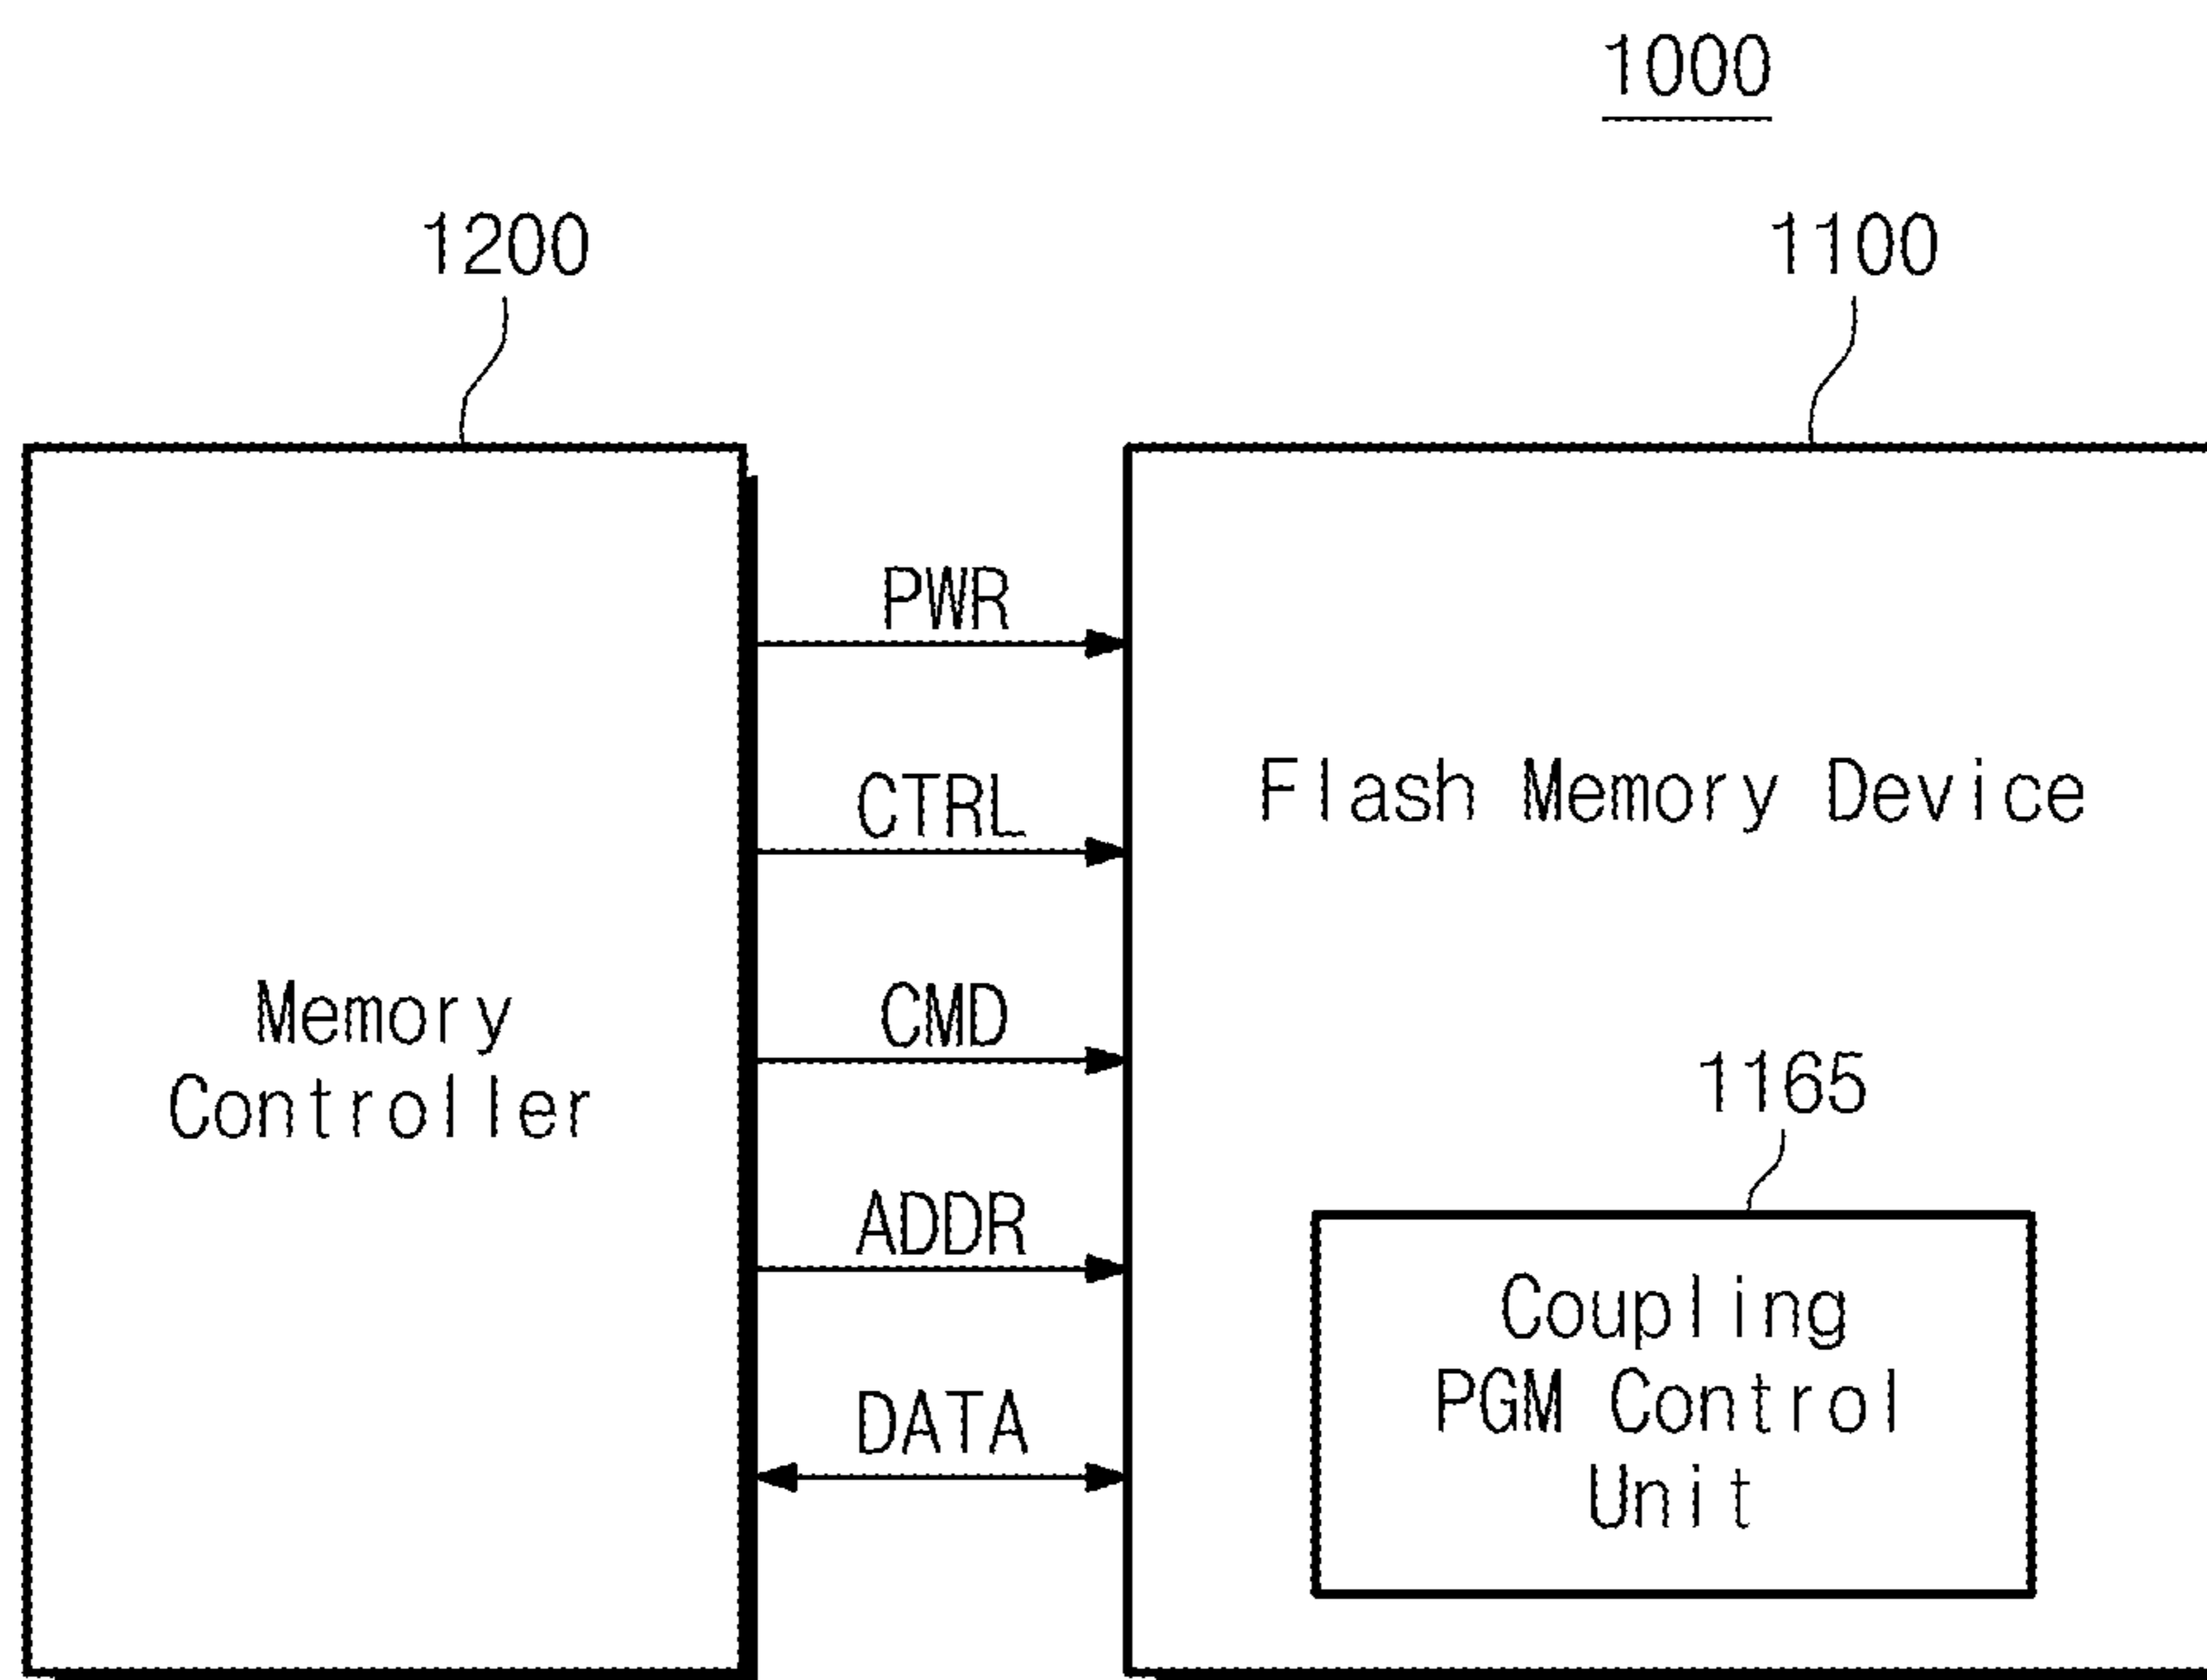 1000
1200
1100
PWR
CTRL
Flash Memory Device
CMD
Memory
Controller
1165
ADDR
Coupling
PGM Control
Unit
DATA